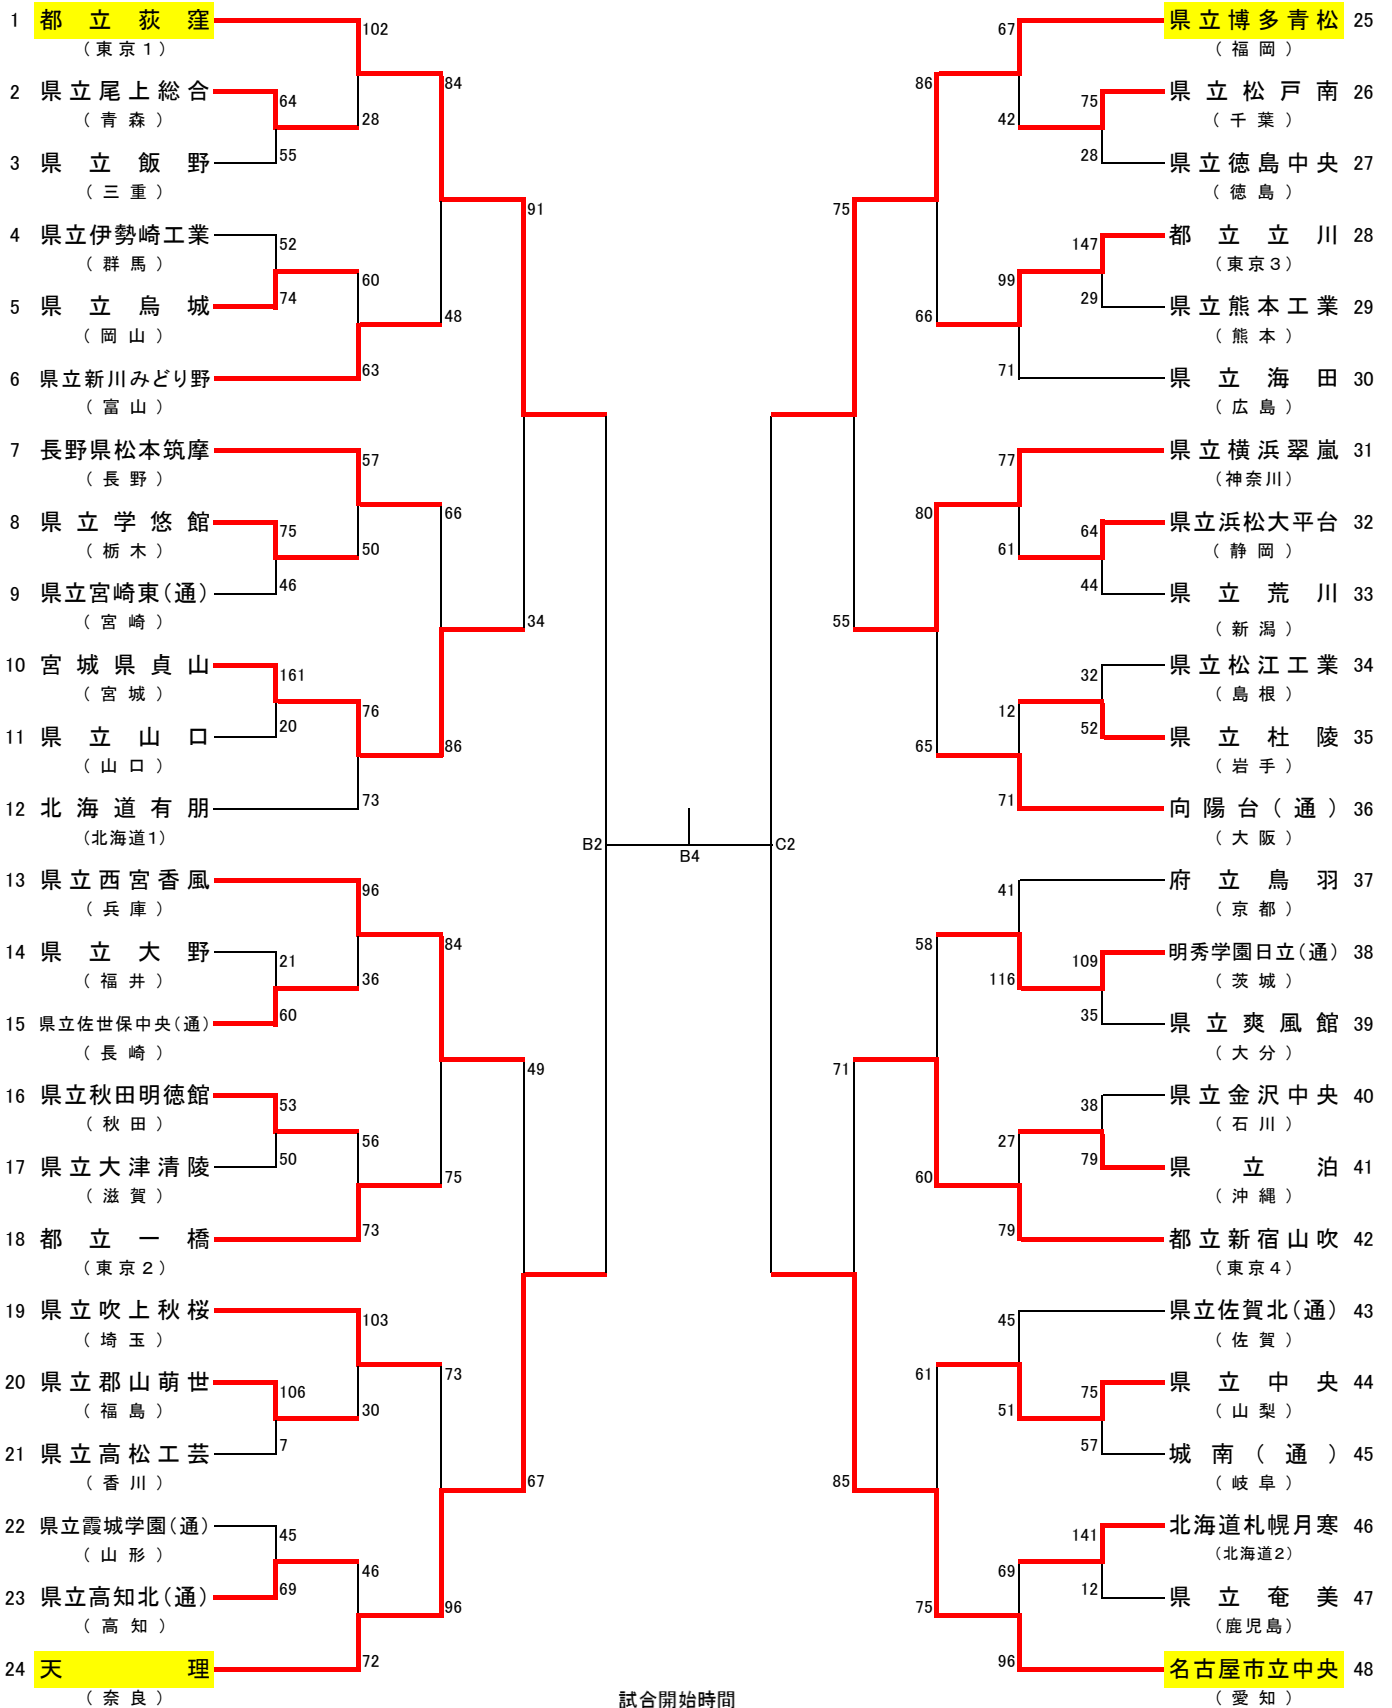 1 都立荻窪
（東京１）
102
2 県立尾上総合
（青森）
64
84
28
3 県立飯野
（三重）
55
91
4 県立伊勢崎工業
（群馬）
52
60
5 県立烏城
（岡山）
74
48
6 県立新川みどり野
（富山）
63
7 長野県松本筑摩
（長野）
57
66
8 県立学悠館
（栃木）
75
50
9 県立宮崎東(通)
（宮崎）
46
34
10 宮城県貞山
（宮城）
161
76
11 県立山口
（山口）
20
86
12 北海道有朋
(北海道1)
73
13 県立西宮香風
（兵庫）
96
84
14 県立大野
（福井）
21
36
15 県立佐世保中央(通)
（長崎）
60
49
16 県立秋田明徳館
（秋田）
53
56
17 県立大津清陵
（滋賀）
50
75
18 都立一橋
（東京２）
73
19 県立吹上秋桜
（埼玉）
103
73
20 県立郡山萌世
（福島）
106
30
21 県立高松工芸
（香川）
7
67
22 県立霞城学園(通)
（山形）
45
46
23 県立高知北(通)
（高知）
69
96
24 天理
（奈良）
72
B2
B4
C2
県立博多青松 25
（福岡）
67
86
県立松戸南 26
（千葉）
75
42
県立徳島中央 27
（徳島）
28
75
都立立川 28
（東京３）
147
99
県立熊本工業 29
（熊本）
29
66
県立海田 30
（広島）
71
県立横浜翠嵐 31
（神奈川）
77
80
県立浜松大平台 32
（静岡）
64
61
県立荒川 33
（新潟）
44
55
県立松江工業 34
（島根）
32
12
県立杜陵 35
（岩手）
52
65
向陽台(通) 36
（大阪）
71
府立鳥羽 37
（京都）
41
58
明秀学園日立(通) 38
（茨城）
109
116
県立爽風館 39
（大分）
35
71
県立金沢中央 40
（石川）
38
27
県立泊 41
（沖縄）
79
60
都立新宿山吹 42
（東京４）
79
県立佐賀北(通) 43
（佐賀）
45
61
県立中央 44
（山梨）
75
51
城南(通) 45
（岐阜）
57
85
北海道札幌月寒 46
(北海道2)
141
69
県立奄美 47
（鹿児島）
12
75
名古屋市立中央 48
（愛知）
96
試合開始時間